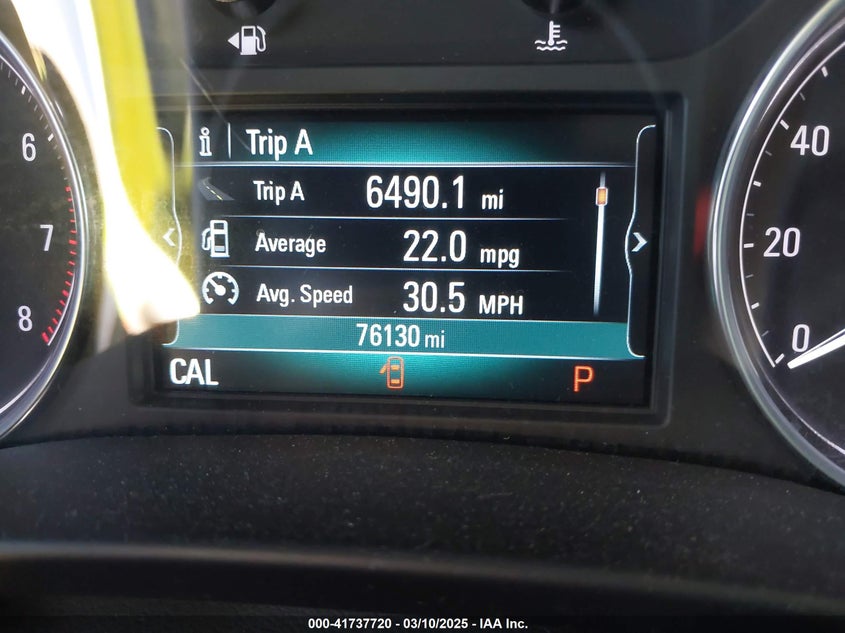 Trip A
Trip A 6490.1 mi
Average 22.0 mpg
Avg. Speed 30.5 MPH
76130 mi
CAL P
6
7
8
40
20
0
000-41737720 - 03/10/2025 - IAA Inc.